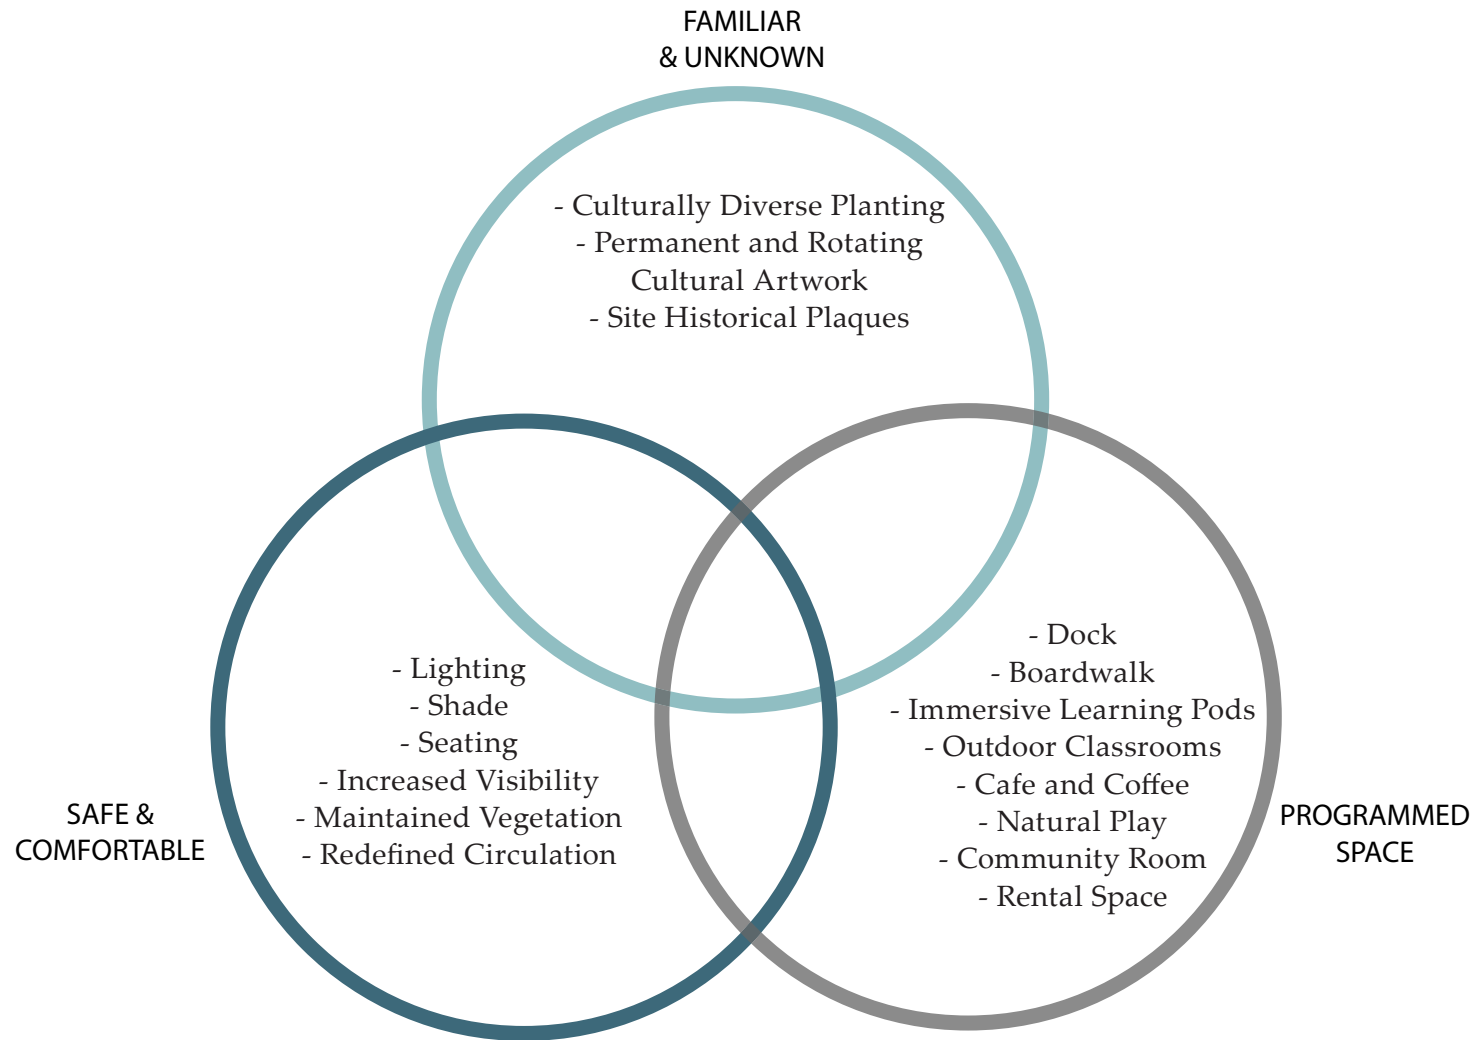 FAMILIAR
& UNKNOWN
- Culturally Diverse Planting
- Permanent and Rotating
Cultural Artwork
- Site Historical Plaques
- Lighting
- Shade
- Seating
- Increased Visibility
- Maintained Vegetation
- Redefined Circulation
SAFE &
COMFORTABLE
- Dock
- Boardwalk
- Immersive Learning Pods
- Outdoor Classrooms
- Cafe and Coffee
- Natural Play
- Community Room
- Rental Space
PROGRAMMED
SPACE